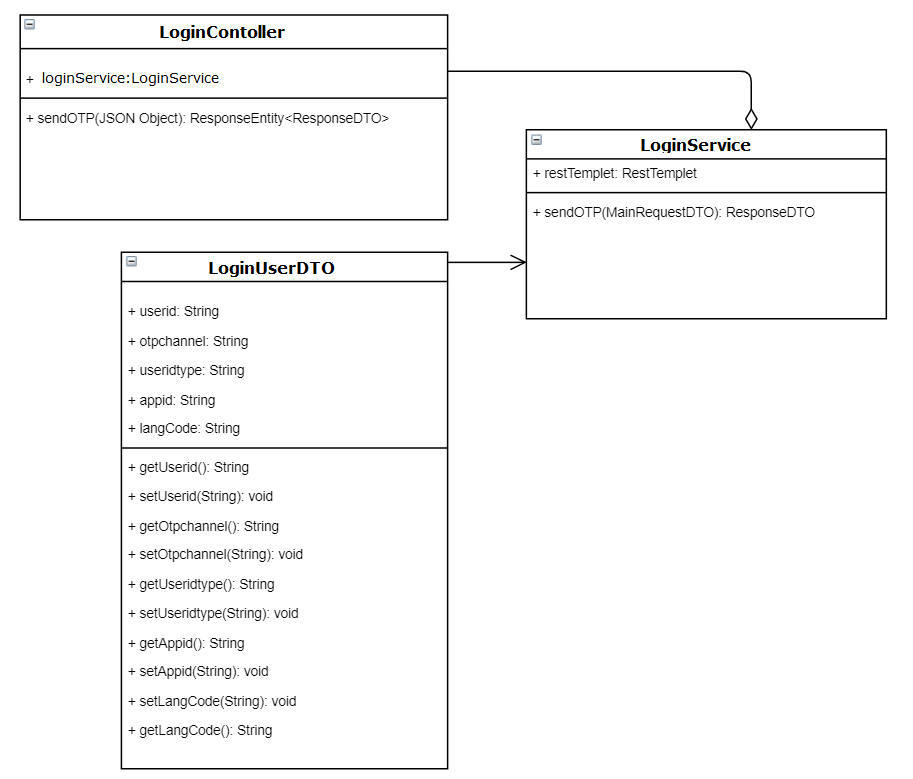 LoginContoller
+ loginService:LoginService
+ sendOTP(JSON Object): ResponseEntity<ResponseDTO>
LoginService
+ restTemplet: RestTemplet
+ sendOTP(MainRequestDTO): ResponseDTO
LoginUserDTO
+ userid: String
+ otpchannel: String
+ useridtype: String
+ appid: String
+ langCode: String
+ getUserid(): String
+ setUserid(String): void
+ getOtpchannel(): String
+ setOtpchannel(String): void
+ getUseridtype(): String
+ setUseridtype(String): void
+ getAppid(): String
+ setAppid(String): void
+ setLangCode(String): void
+ getLangCode(): String